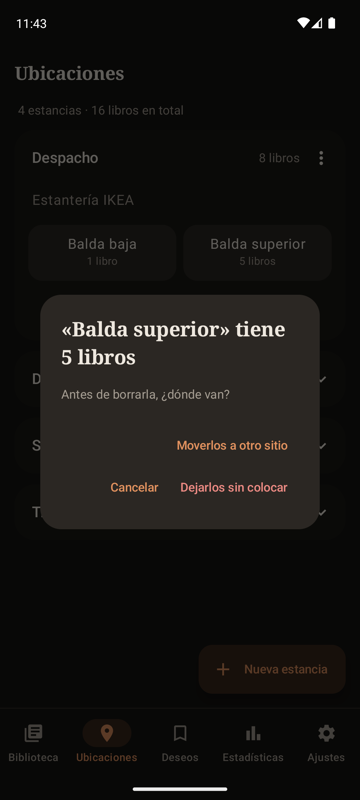 11:43
Ubicaciones
4 estancias · 16 libros en total
Despacho
8 libros
Estantería IKEA
Balda baja
Balda superior
1 libro
5 libros
«Balda superior» tiene
5 libros
D
Antes de borrarla, ¿dónde van?
S
Moverlos a otro sitio
Cancelar
Dejarlos sin colocar
T
Nueva estancia
Biblioteca
Ubicaciones
Deseos
Estadísticas
Ajustes